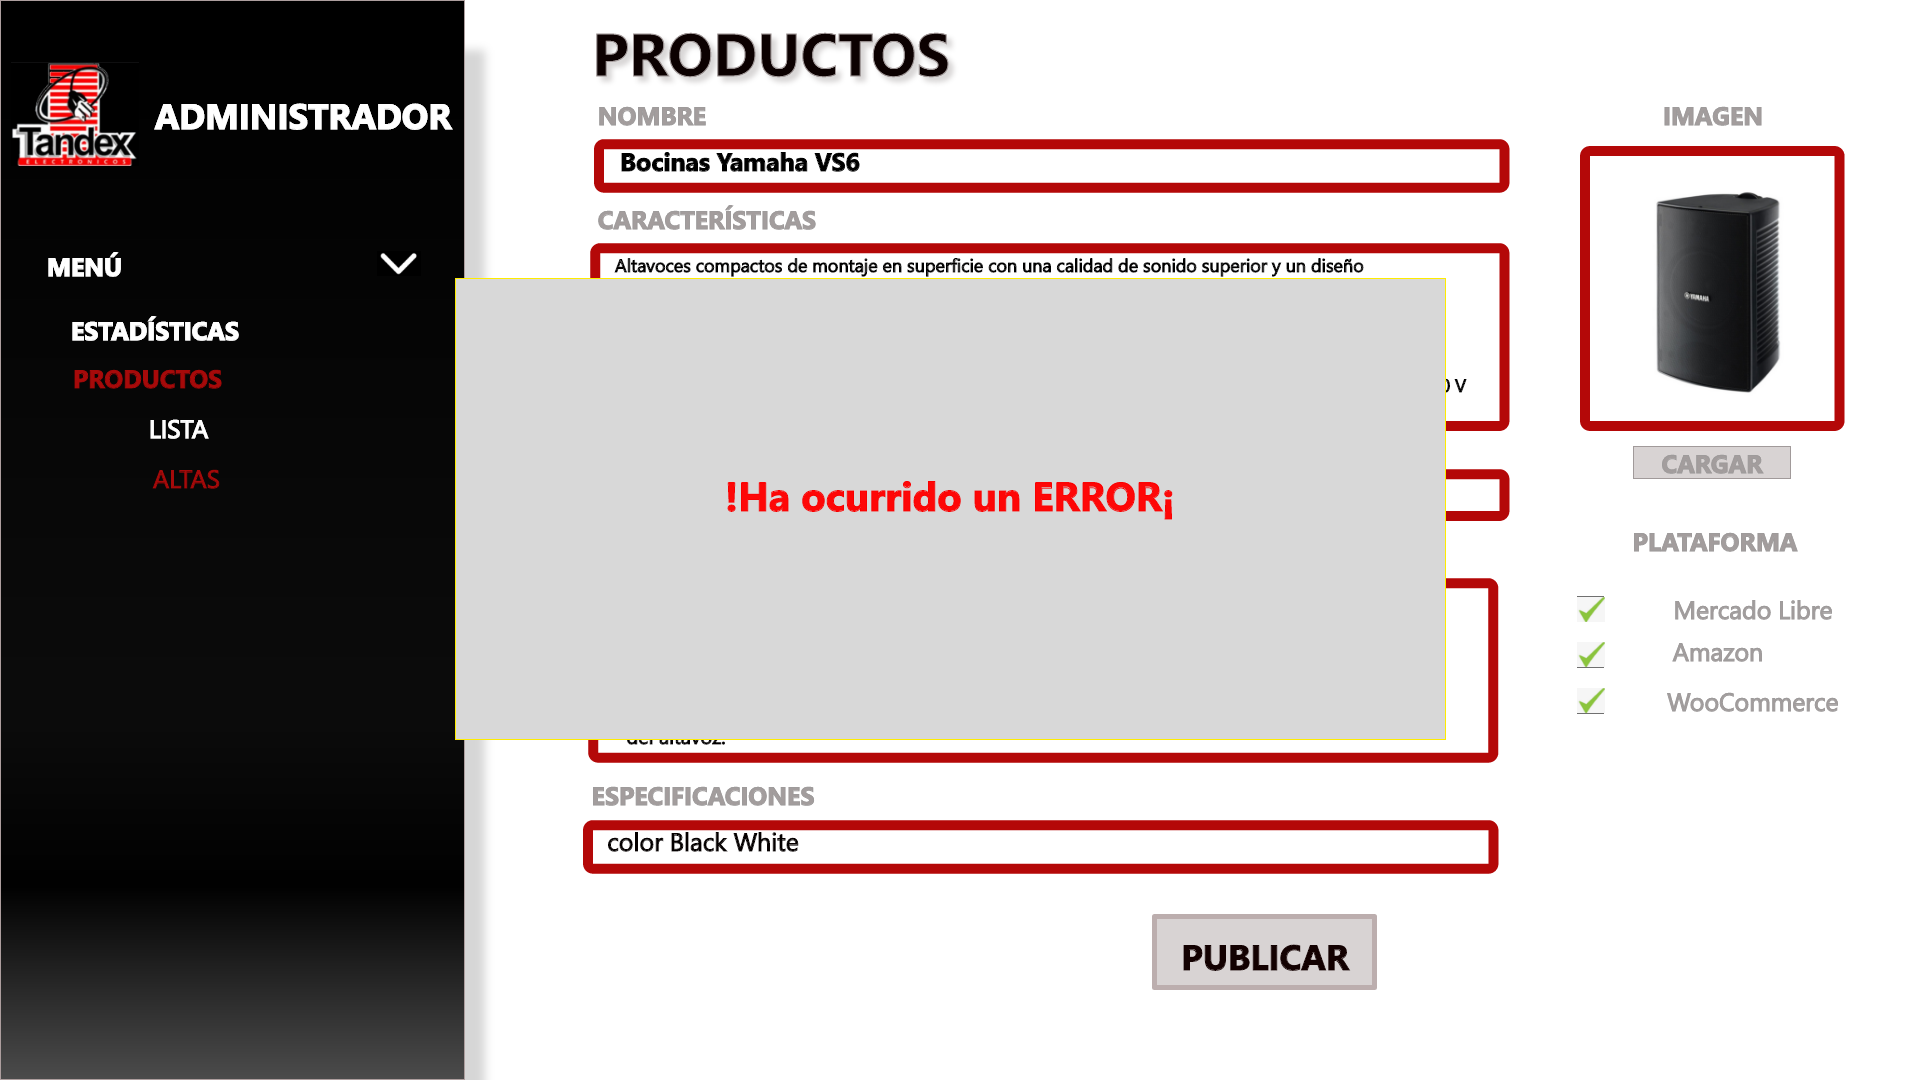 Tandex
ELECTRONICOS
ADMINISTRADOR
MENÚ
ESTADÍSTICAS
PRODUCTOS
LISTA
ALTAS
PRODUCTOS
NOMBRE
Bocinas Yamaha VS6
CARACTERÍSTICAS
Altavoces compactos de montaje en superficie con una calidad de sonido superior y un diseño
V
!Ha ocurrido un ERROR¡
del altavoz.
ESPECIFICACIONES
color Black White
PUBLICAR
IMAGEN
YAMAHA
CARGAR
PLATAFORMA
Mercado Libre
Amazon
WooCommerce